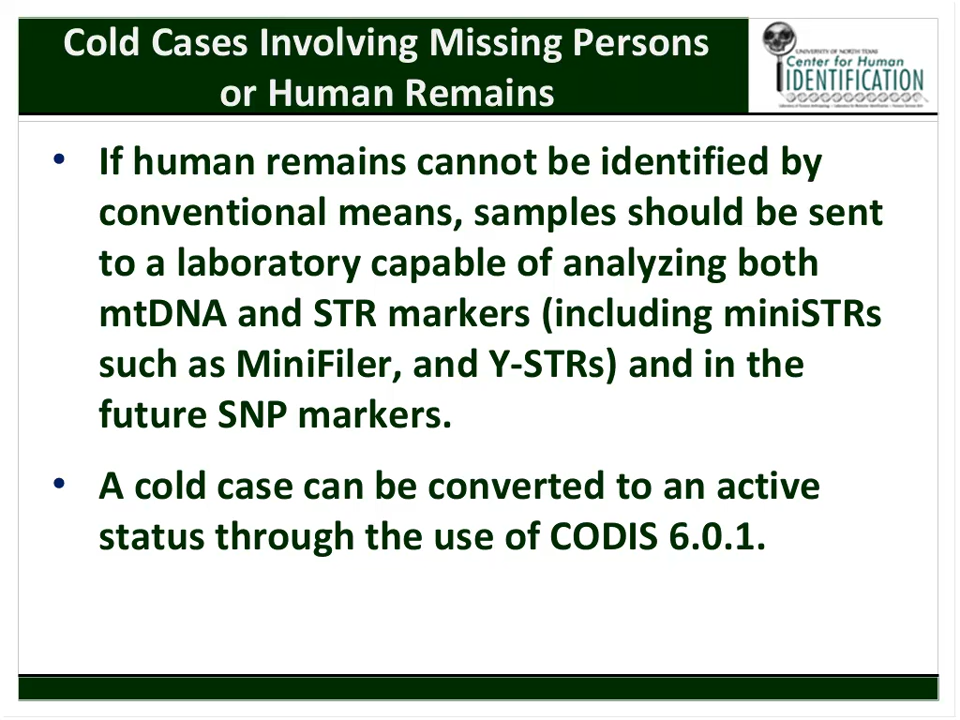 Cold Cases Involving Missing Persons
or Human Remains
UNIVERSITY OF NORTH TEXAS
Center for Human
IDENTIFICATION
• If human remains cannot be identified by
conventional means, samples should be sent
to a laboratory capable of analyzing both
mtDNA and STR markers (including miniSTRs
such as MiniFiler, and Y-STRs) and in the
future SNP markers.
• A cold case can be converted to an active
status through the use of CODIS 6.0.1.